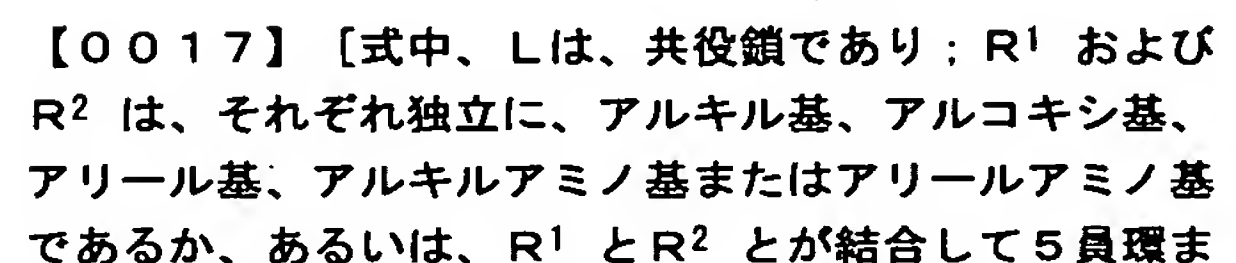 【００１７】［式中、Ｌは、共役鎖であり；Ｒ¹ および
Ｒ² は、それぞれ独立に、アルキル基、アルコキシ基、
アリール基、アルキルアミノ基またはアリールアミノ基
であるか、あるいは、Ｒ¹ とＲ² とが結合して５員環ま